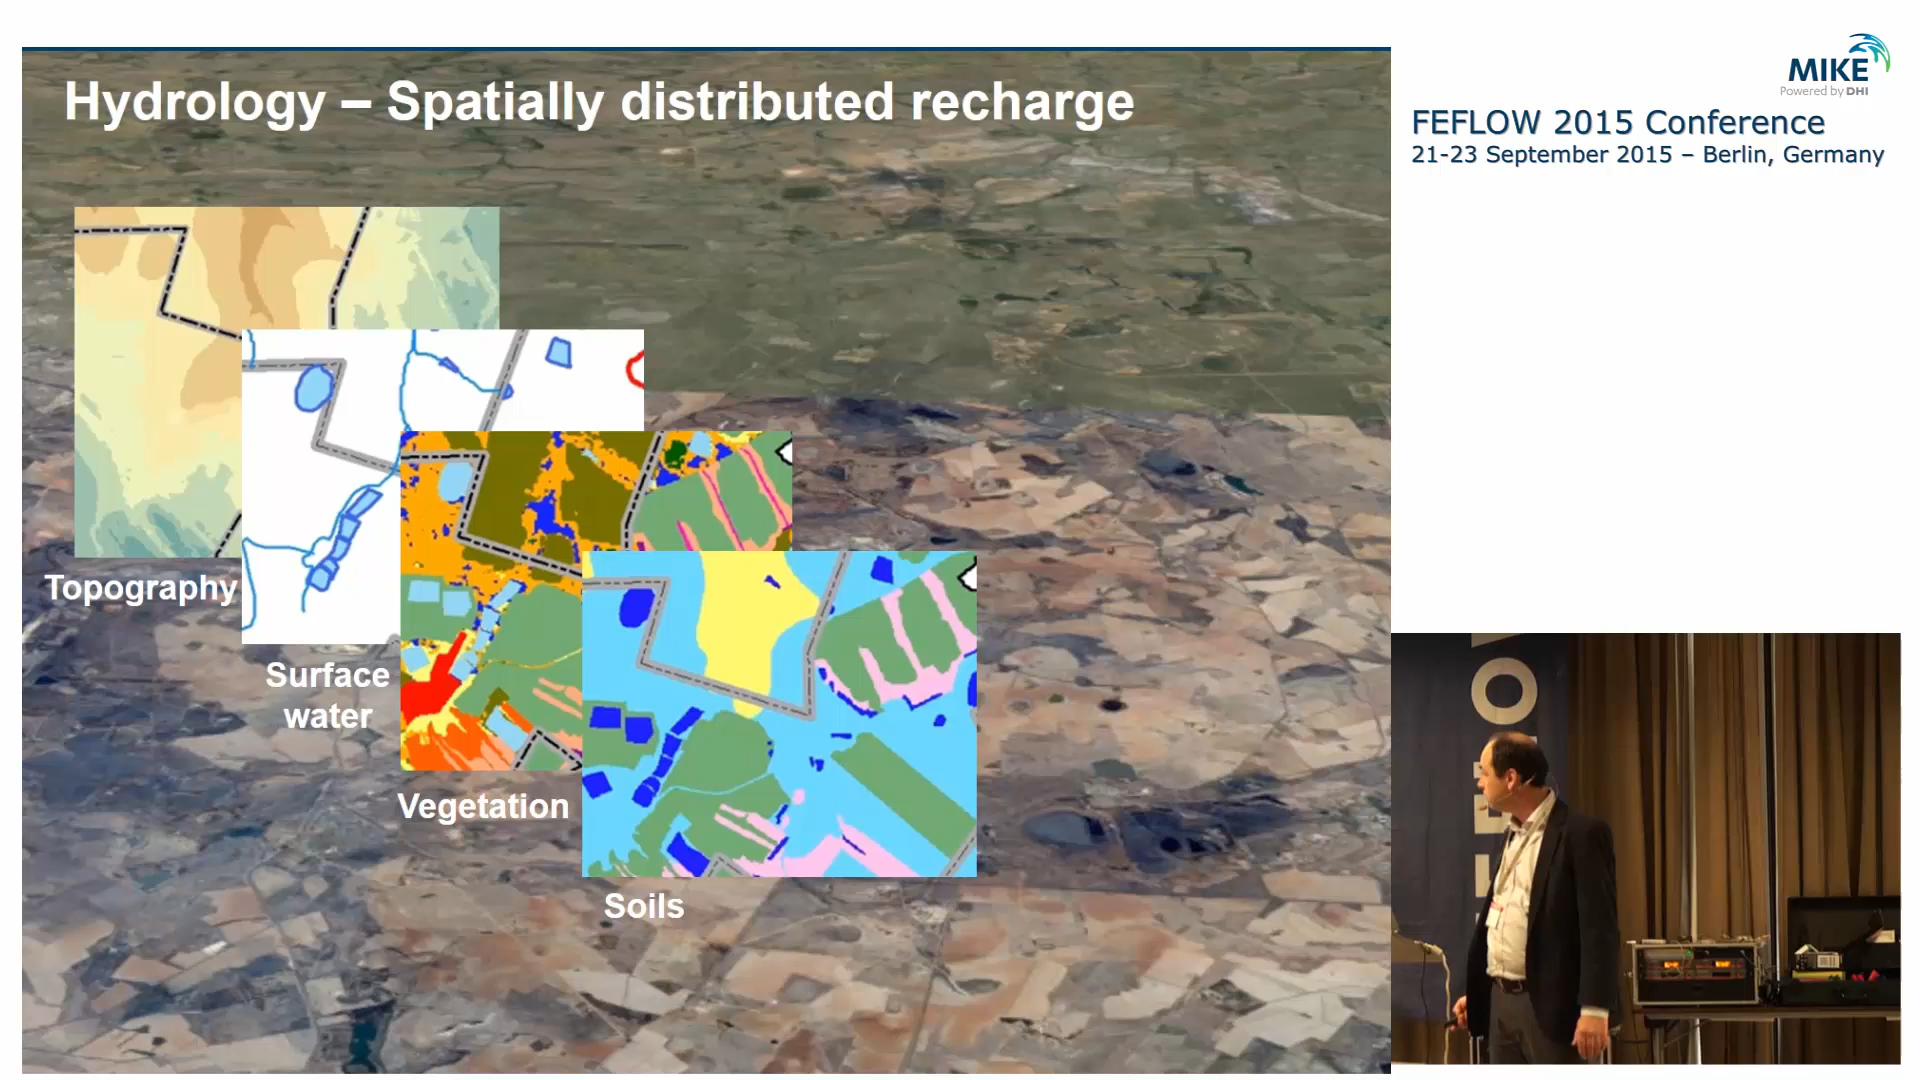 Hydrology – Spatially distributed recharge
MIKE
Powered by DHI
FEFLOW 2015 Conference
21-23 September 2015 – Berlin, Germany
Topography
Surface
water
Vegetation
Soils